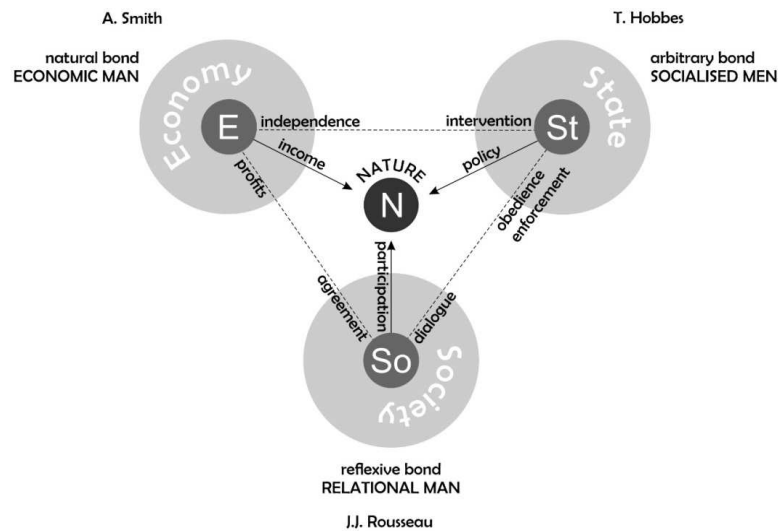 A. Smith
T. Hobbes
natural bond
ECONOMIC MAN
arbitrary bond
SOCIALISED MEN
Economy
State
E
independence
intervention
St
income
policy
profits
NATURE
N
obedience
enforcement
participation
agreement
dialogue
So
Society
reflexive bond
RELATIONAL MAN
J.J. Rousseau